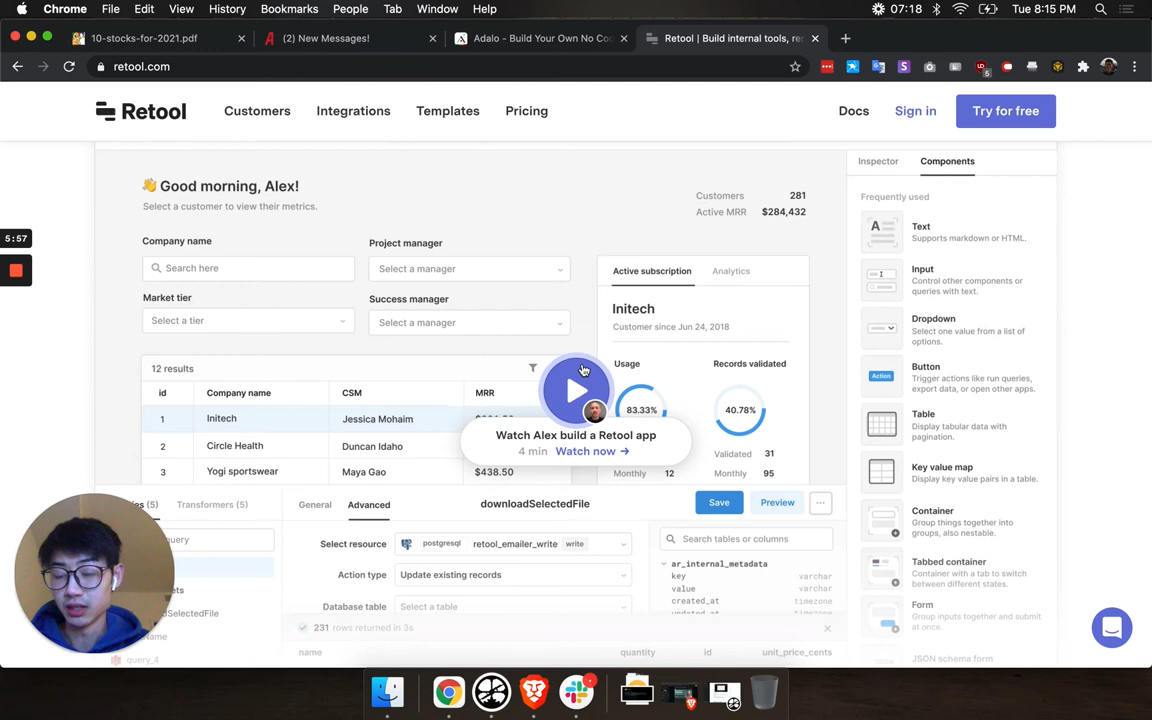 Chrome File Edit View History Bookmarks People Tab Window Help 07:18 Tue 8:15 PM
10-stocks-for-2021.pdf (2) New Messages! Adalo - Build Your Own No Co Retool | Build internal tools, re
retool.com
5
Retool Customers Integrations Templates Pricing Docs Sign in Try for free
Inspector Components
👋 Good morning, Alex!
Select a customer to view their metrics.
Customers 281
Active MRR $284,432
Company name
Search here
Project manager
Select a manager
Market tier
Select a tier
Success manager
Select a manager
Active subscription Analytics
Initech
Customer since Jun 24, 2018
Usage Records validated
83.33% 40.78%
Validated 31
Monthly 12 Monthly 95
12 results
id Company name CSM MRR
1 Initech Jessica Mohaim
2 Circle Health Duncan Idaho
3 Yogi sportswear Maya Gao $438.50
Watch Alex build a Retool app
4 min Watch now →
Frequently used
Text
Supports markdown or HTML.
Input
Control other components or
queries with text.
Dropdown
Select one value from a list of
options.
Action
Button
Trigger actions like run queries,
export data, or open other apps.
Table
Display tabular data with
pagination.
Key value map
Display key value pairs in a table.
Container
Group things together into
groups, also nestable.
Tabbed container
Container with a tab to switch
between different states.
Form
Group inputs together and submit
at once.
JSON schema form
5:57
(5) Transformers (5)
General Advanced downloadSelectedFile Save Preview ...
Select resource postgresql retool_emailer_write write
Action type Update existing records
Database table Select a table
Search tables or columns
ar_internal_metadata
key varchar
value varchar
created_at timezone
231 rows returned in 3s
name quantity id unit_price_cents
query_4